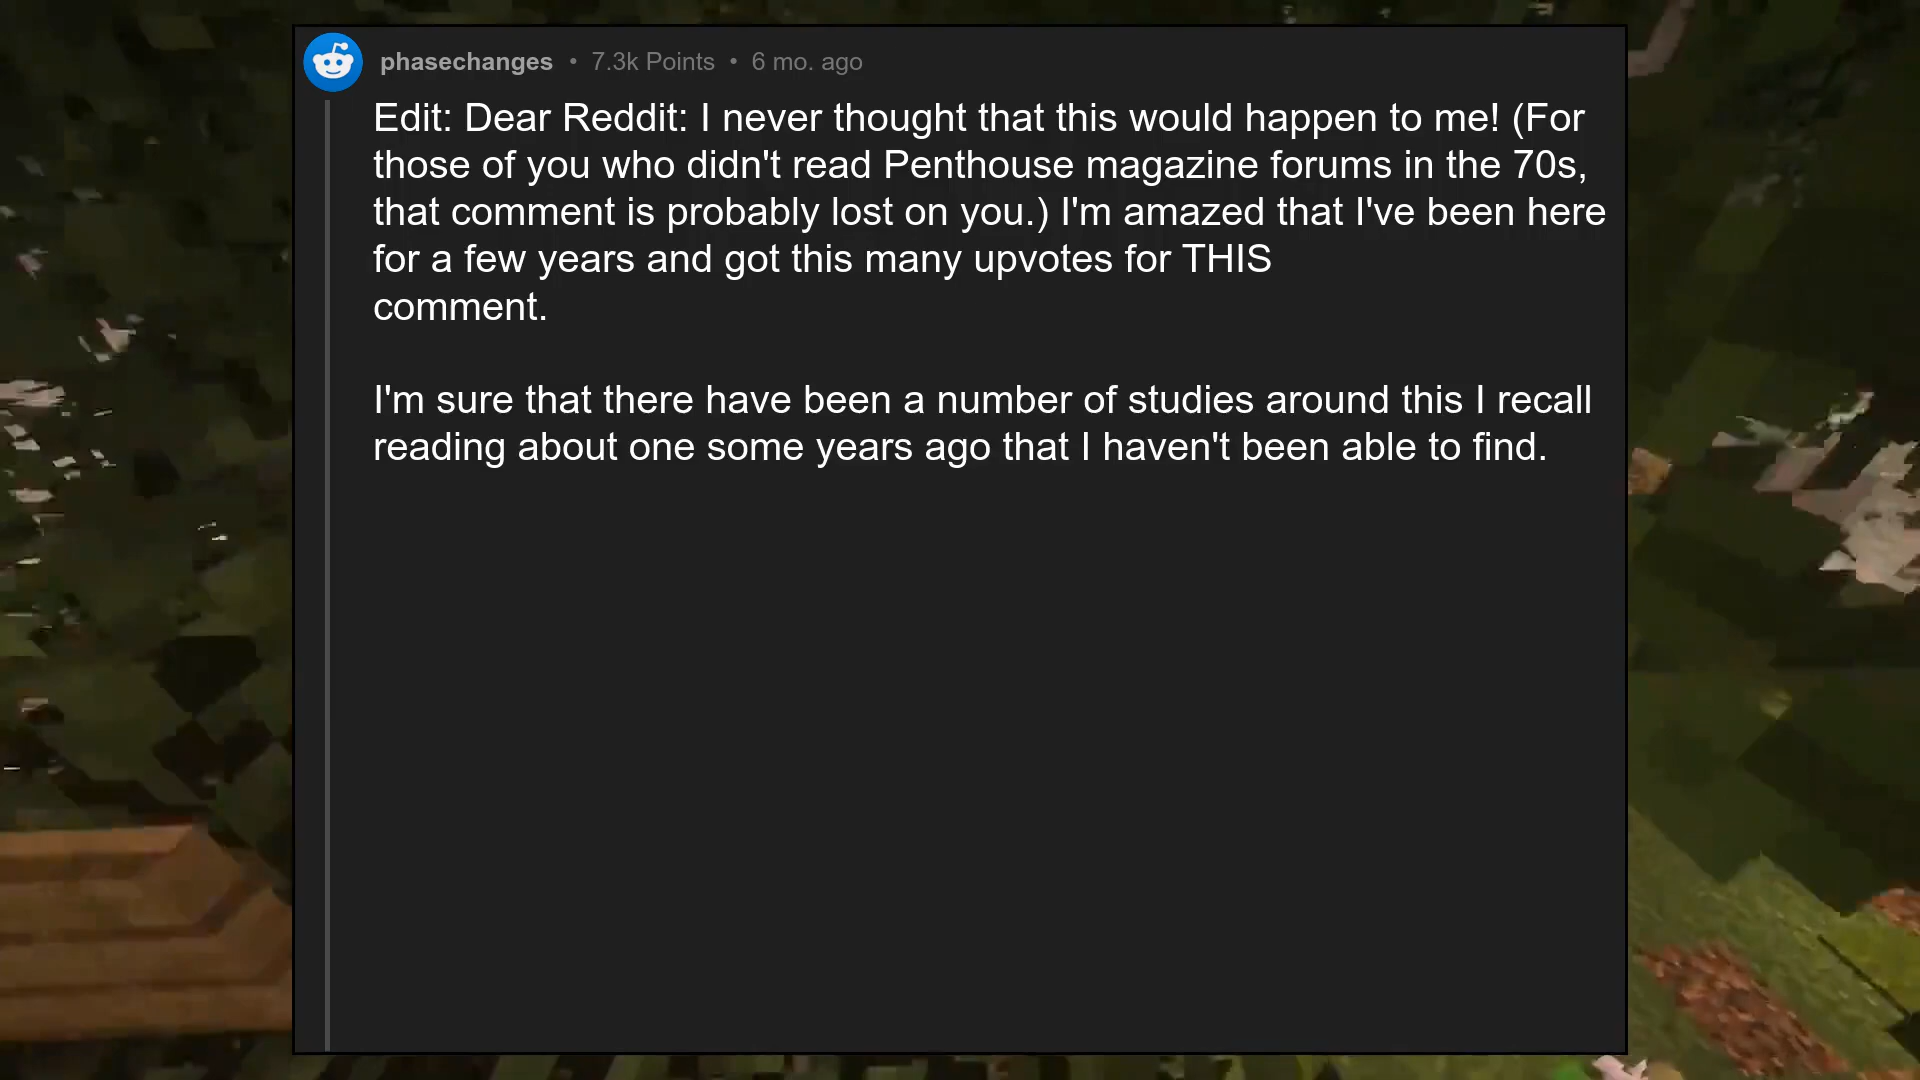 phasechanges • 7.3k Points • 6 mo. ago
Edit: Dear Reddit: I never thought that this would happen to me! (For
those of you who didn't read Penthouse magazine forums in the 70s,
that comment is probably lost on you.) I'm amazed that I've been here
for a few years and got this many upvotes for THIS
comment.
I'm sure that there have been a number of studies around this I recall
reading about one some years ago that I haven't been able to find.